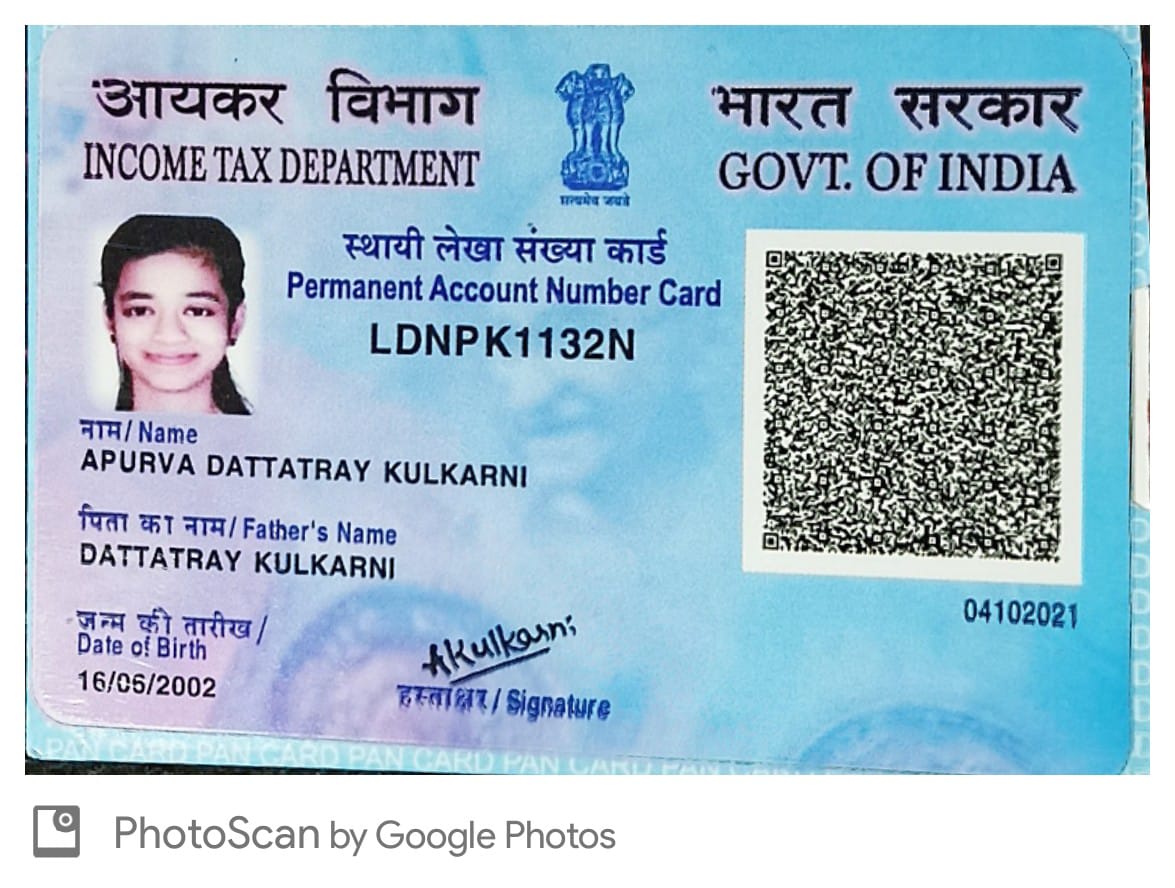 आयकर विभाग
INCOME TAX DEPARTMENT
सत्यमेव जयते
भारत सरकार
GOVT. OF INDIA
स्थायी लेखा संख्या कार्ड
Permanent Account Number Card
LDNPK1132N
नाम/ Name
APURVA DATTATRAY KULKARNI
पिता का नाम/ Father's Name
DATTATRAY KULKARNI
जन्म की तारीख/
Date of Birth
16/06/2002
AKulkarni
हस्ताक्षर/ Signature
04102021
PAN CARD PAN CARD PAN CARD PAN CARD PAN CARD
PhotoScan by Google Photos